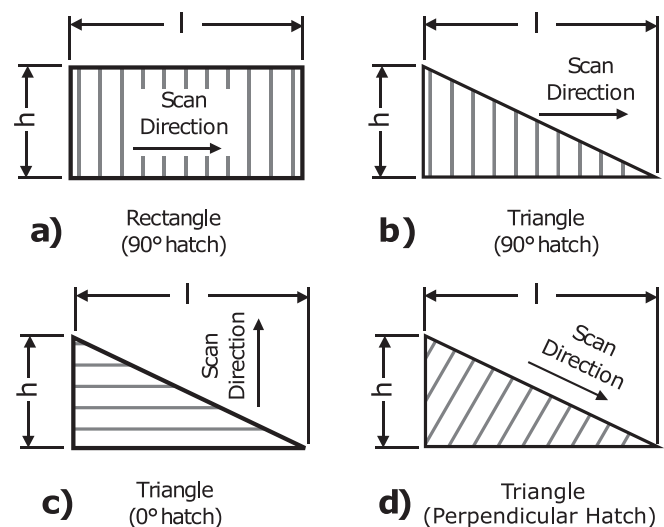 l
h
Scan
Direction
a)
Rectangle
(90° hatch)
l
h
Scan
Direction
b)
Triangle
(90° hatch)
l
h
Scan
Direction
c)
Triangle
(0° hatch)
l
h
Scan
Direction
d)
Triangle
(Perpendicular Hatch)